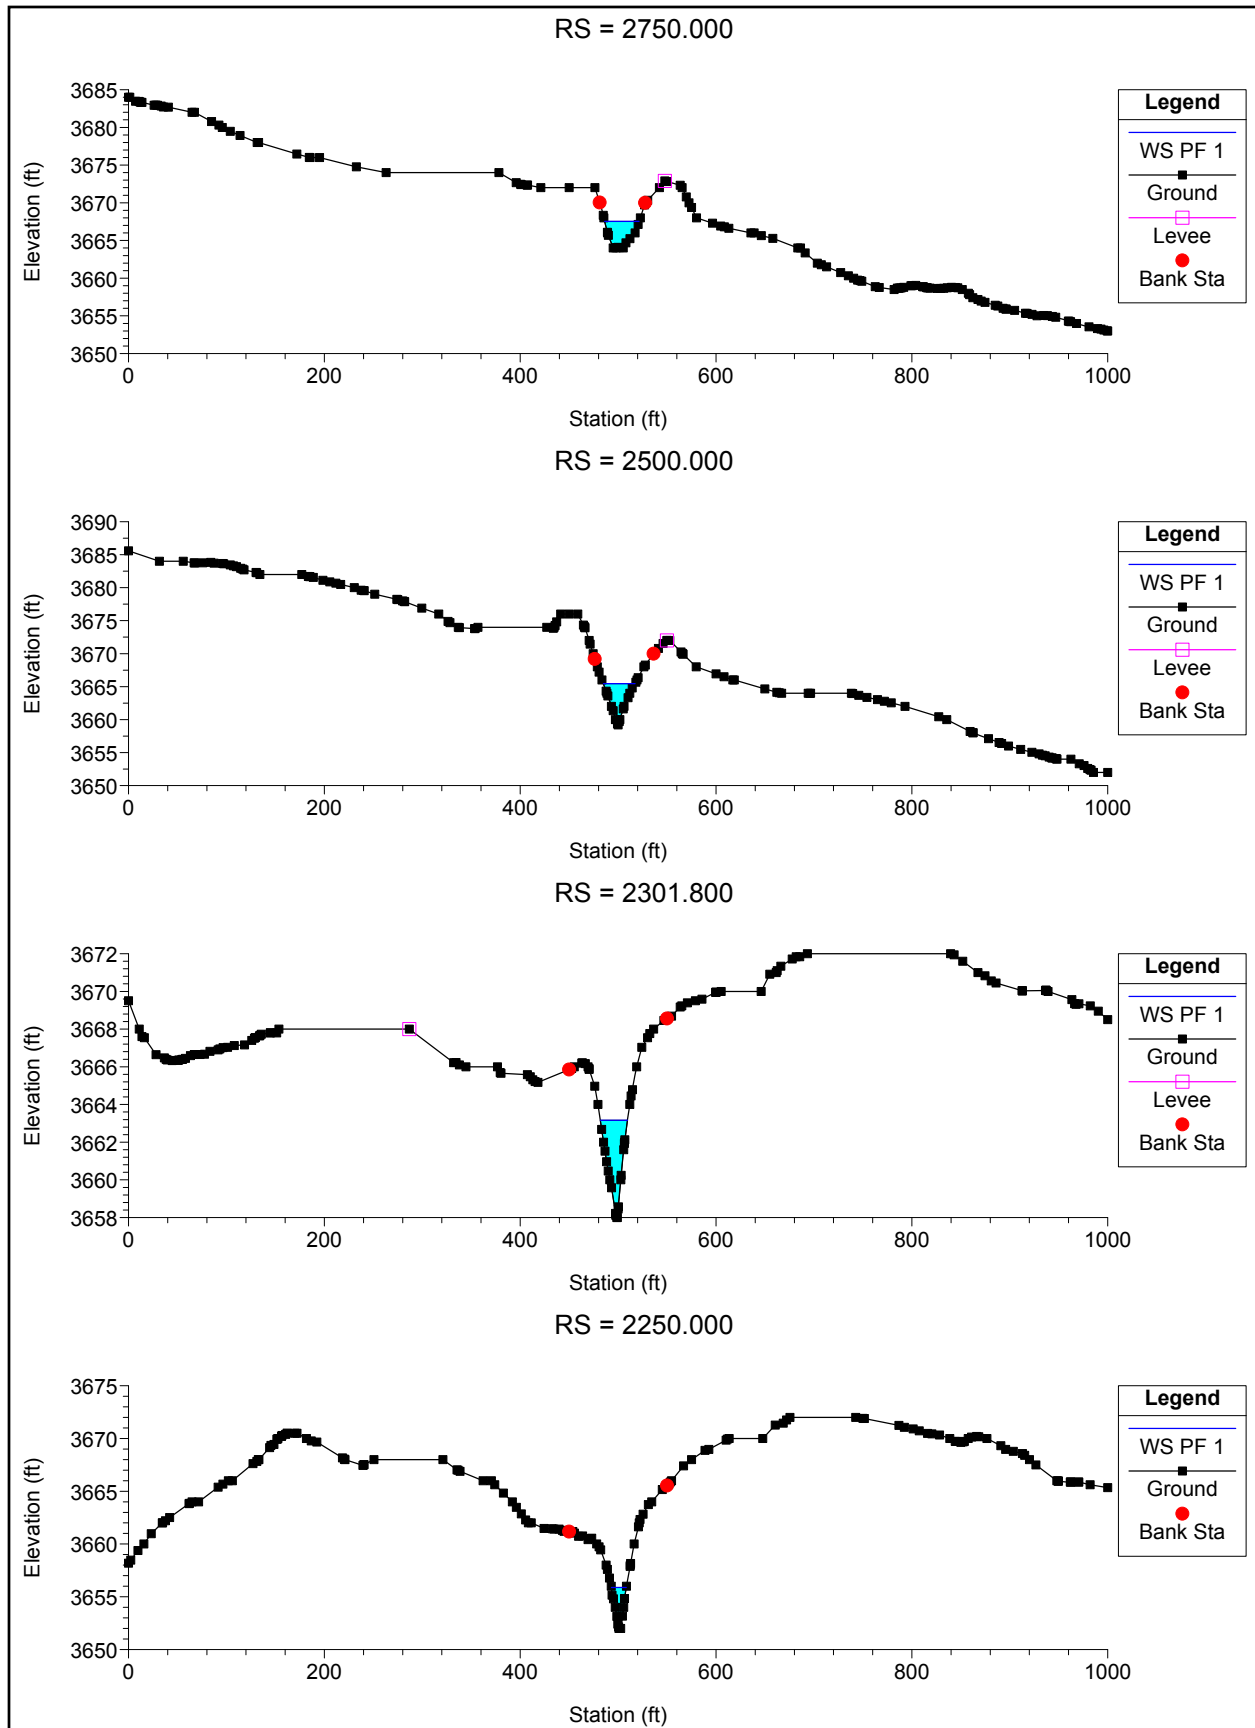 RS = 2750.000
3685
3680
3675
3670
3665
3660
3655
3650
0 200 400 600 800 1000
Elevation (ft)
Station (ft)
Legend
WS PF 1
Ground
Levee
Bank Sta
RS = 2500.000
3690
3685
3680
3675
3670
3665
3660
3655
3650
0 200 400 600 800 1000
Elevation (ft)
Station (ft)
Legend
WS PF 1
Ground
Levee
Bank Sta
RS = 2301.800
3672
3670
3668
3666
3664
3662
3660
3658
0 200 400 600 800 1000
Elevation (ft)
Station (ft)
Legend
WS PF 1
Ground
Levee
Bank Sta
RS = 2250.000
3675
3670
3665
3660
3655
3650
0 200 400 600 800 1000
Elevation (ft)
Station (ft)
Legend
WS PF 1
Ground
Bank Sta